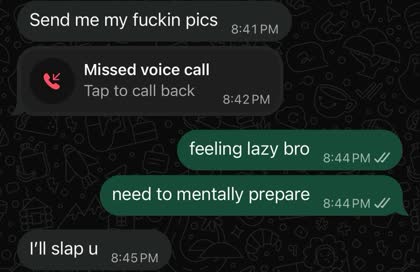 Send me my fuckin pics
8:41 PM
Missed voice call
Tap to call back
8:42 PM
feeling lazy bro
8:44 PM
need to mentally prepare
8:44 PM
I'll slap u
8:45 PM